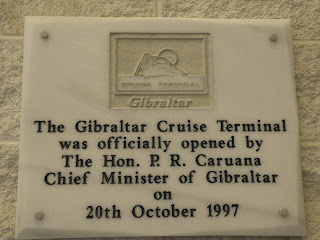 CRUISE TERMINAL
Gibraltar
The Gibraltar Cruise Terminal
was officially opened by
The Hon. P. R. Caruana
Chief Minister of Gibraltar
on
20th October 1997